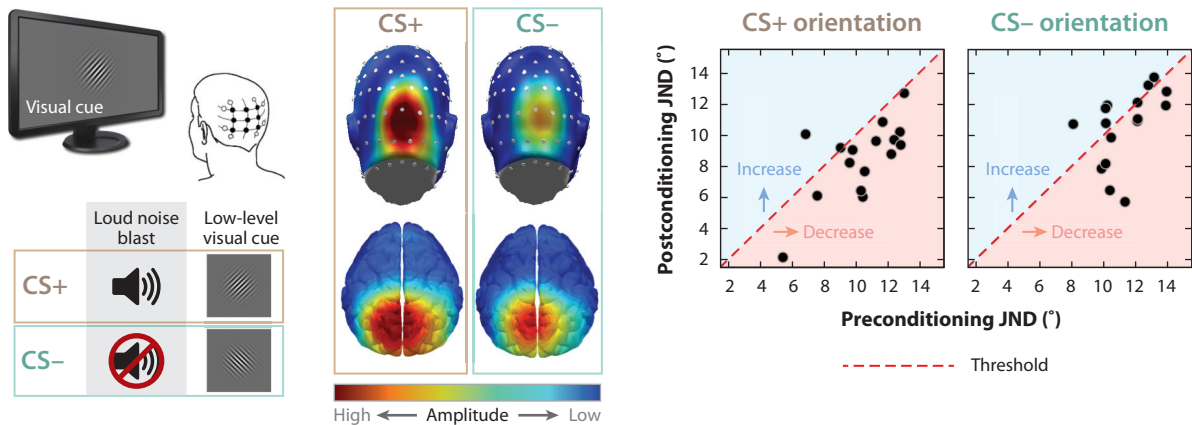 Visual cue
Loud noise
blast
Low-level
visual cue
CS+
CS–
CS+
CS–
High
Amplitude
Low
CS+ orientation
CS– orientation
Postconditioning JND (°)
14
12
10
8
6
4
2
Increase
Decrease
2 4 6 8 10 12 14
Increase
Decrease
2 4 6 8 10 12 14
Preconditioning JND (°)
Threshold